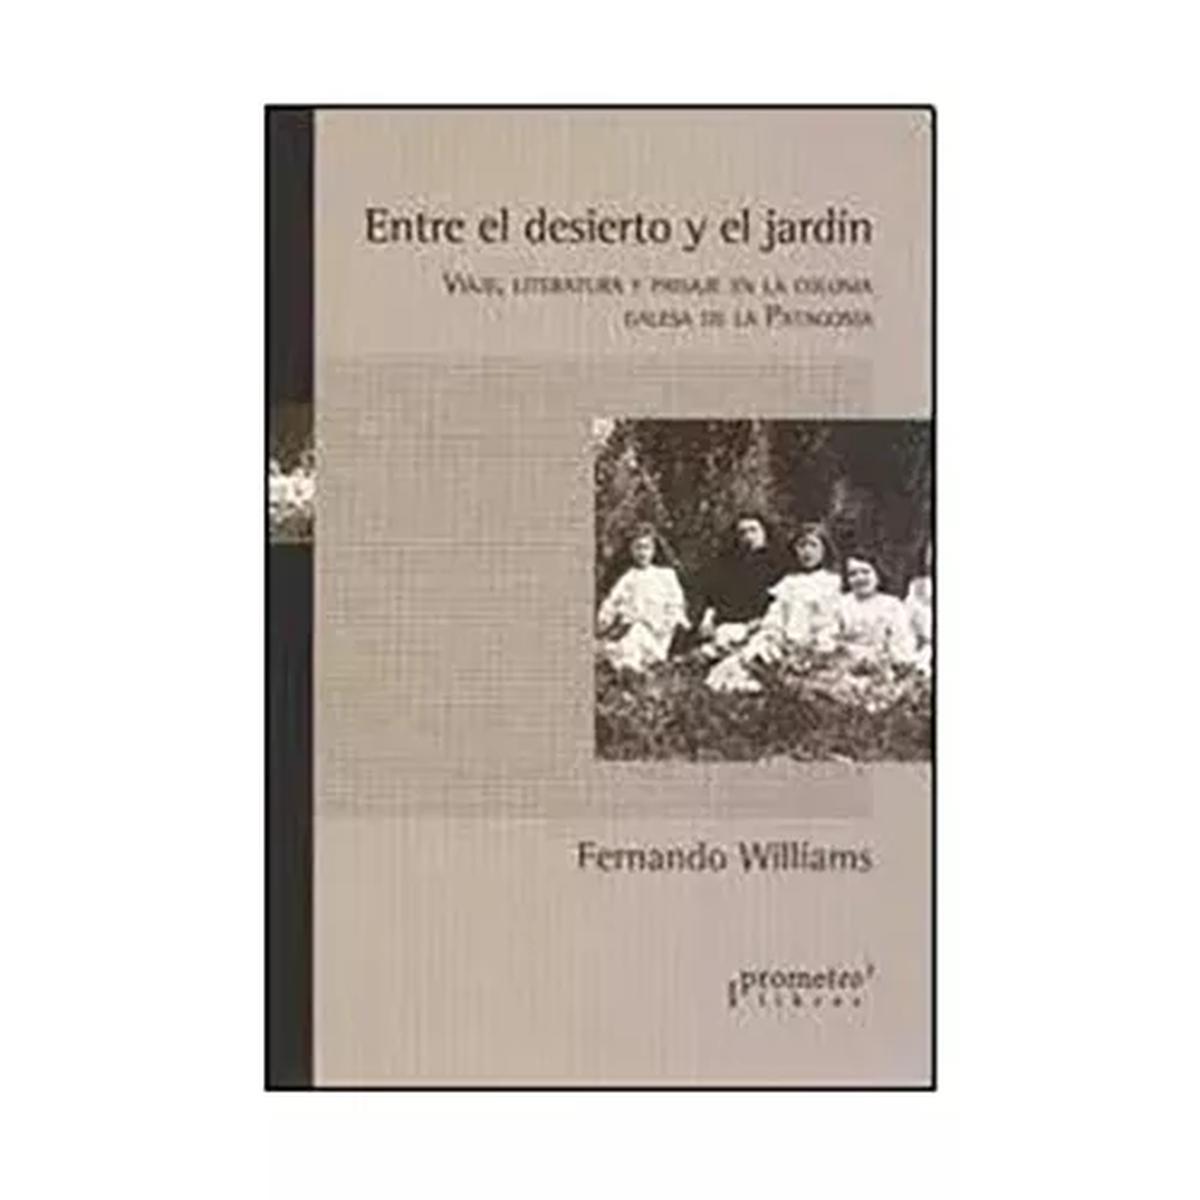 Entre el desierto y el jardín
Viaje, literatura y paisaje en la colonia
galesa de la Patagonia
Fernando Williams
prometeo
libros